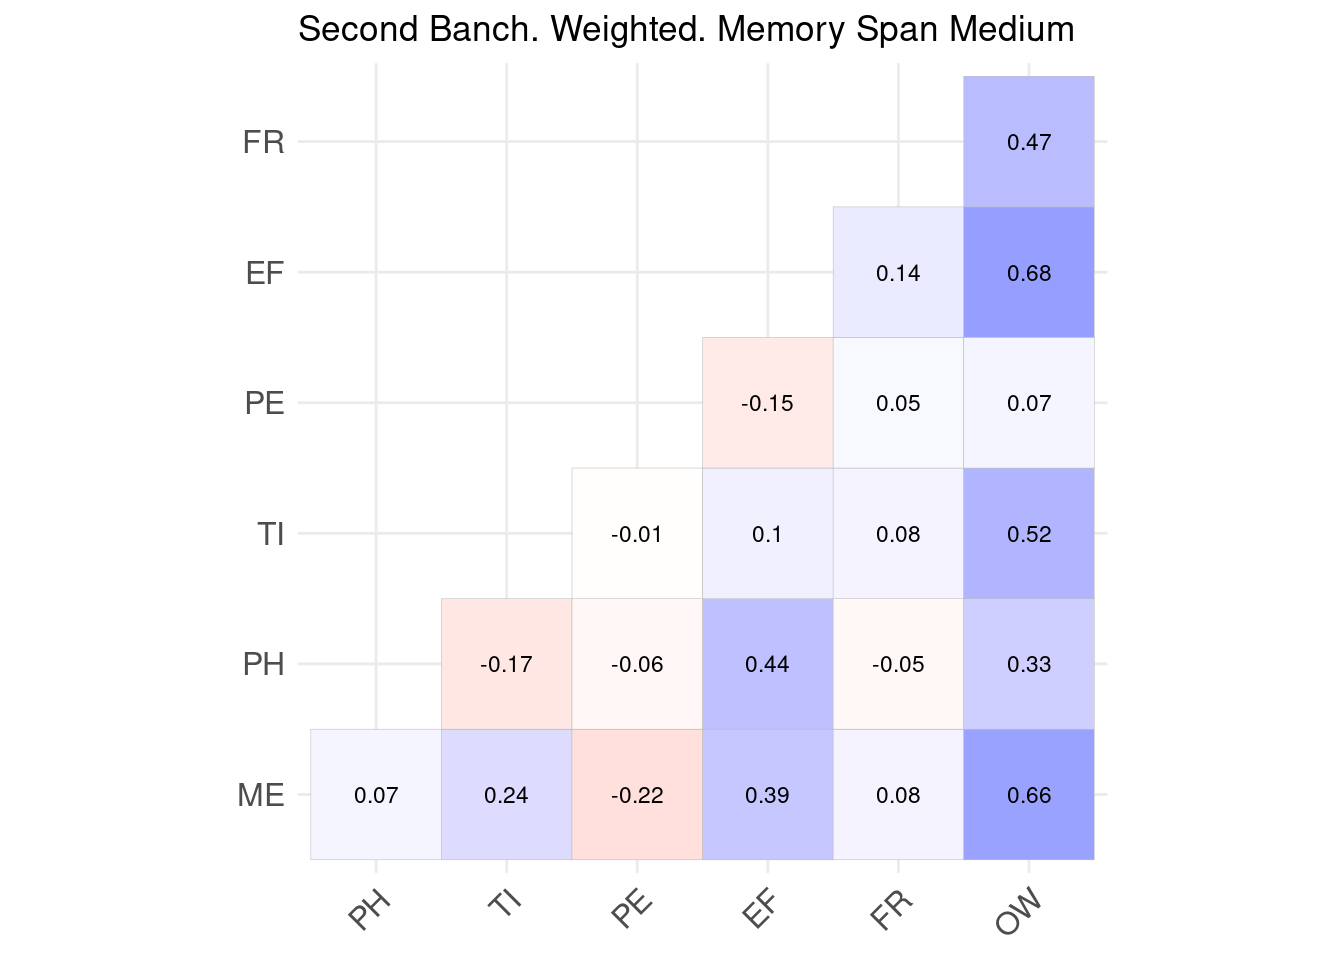 Second Banch. Weighted. Memory Span Medium
FR 0.47
EF 0.14 0.68
PE -0.15 0.05 0.07
TI -0.01 0.1 0.08 0.52
PH -0.17 -0.06 0.44 -0.05 0.33
ME 0.07 0.24 -0.22 0.39 0.08 0.66
PH TI PE EF FR OW